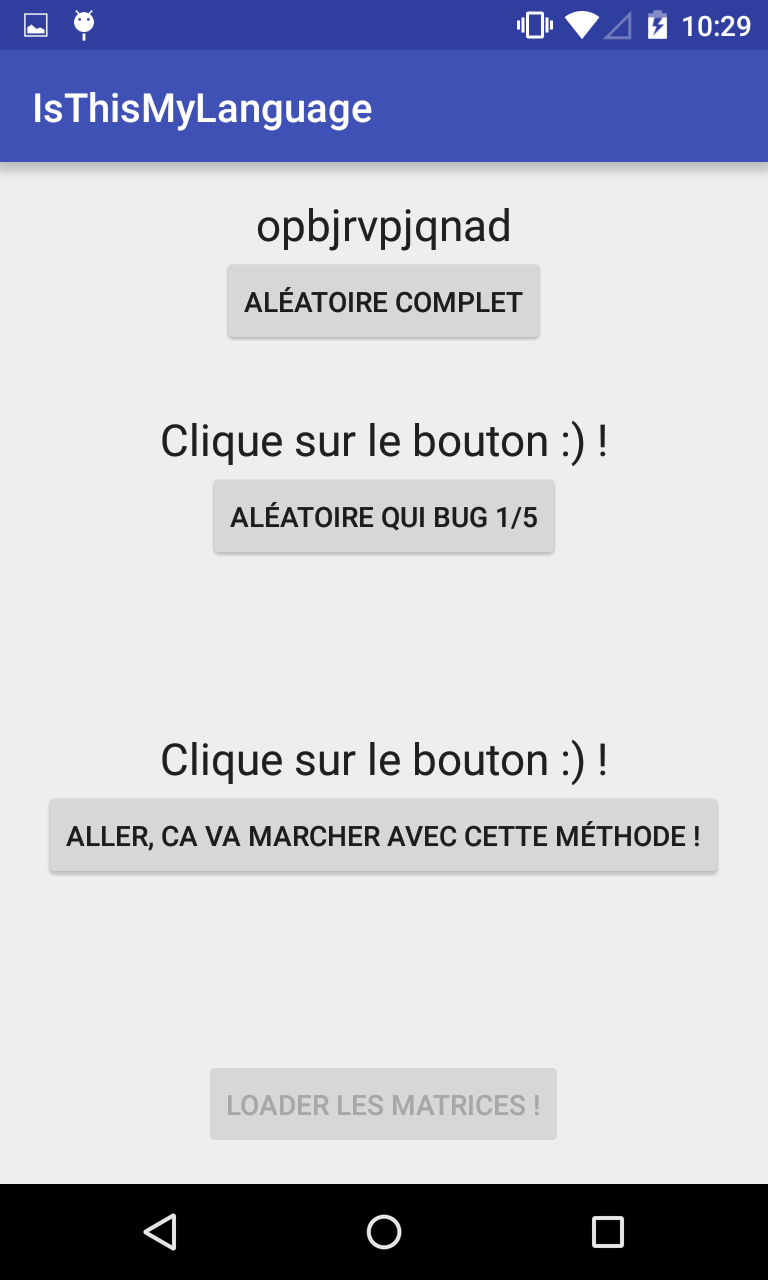 10:29
IsThisMyLanguage
opbjrvpjqnad
ALÉATOIRE COMPLET
Clique sur le bouton :) !
ALÉATOIRE QUI BUG 1/5
Clique sur le bouton :) !
ALLER, CA VA MARCHER AVEC CETTE MÉTHODE !
LOADER LES MATRICES !